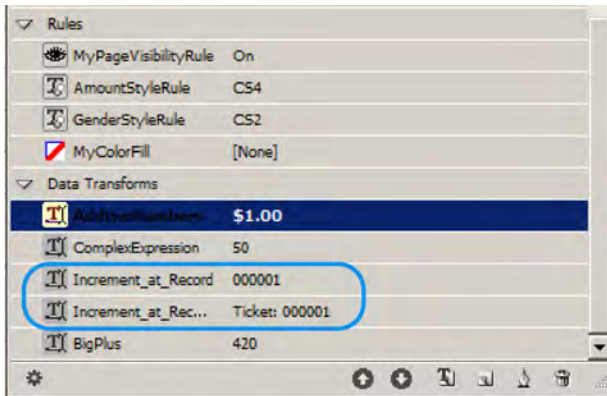 Rules
MyPageVisibilityRule On
AmountStyleRule CS4
GenderStyleRule CS2
MyColorFill [None]
Data Transforms
AddtwoNumbers $1.00
ComplexExpression 50
Increment_at_Record 000001
Increment_at_Rec... Ticket: 000001
BigPlus 420